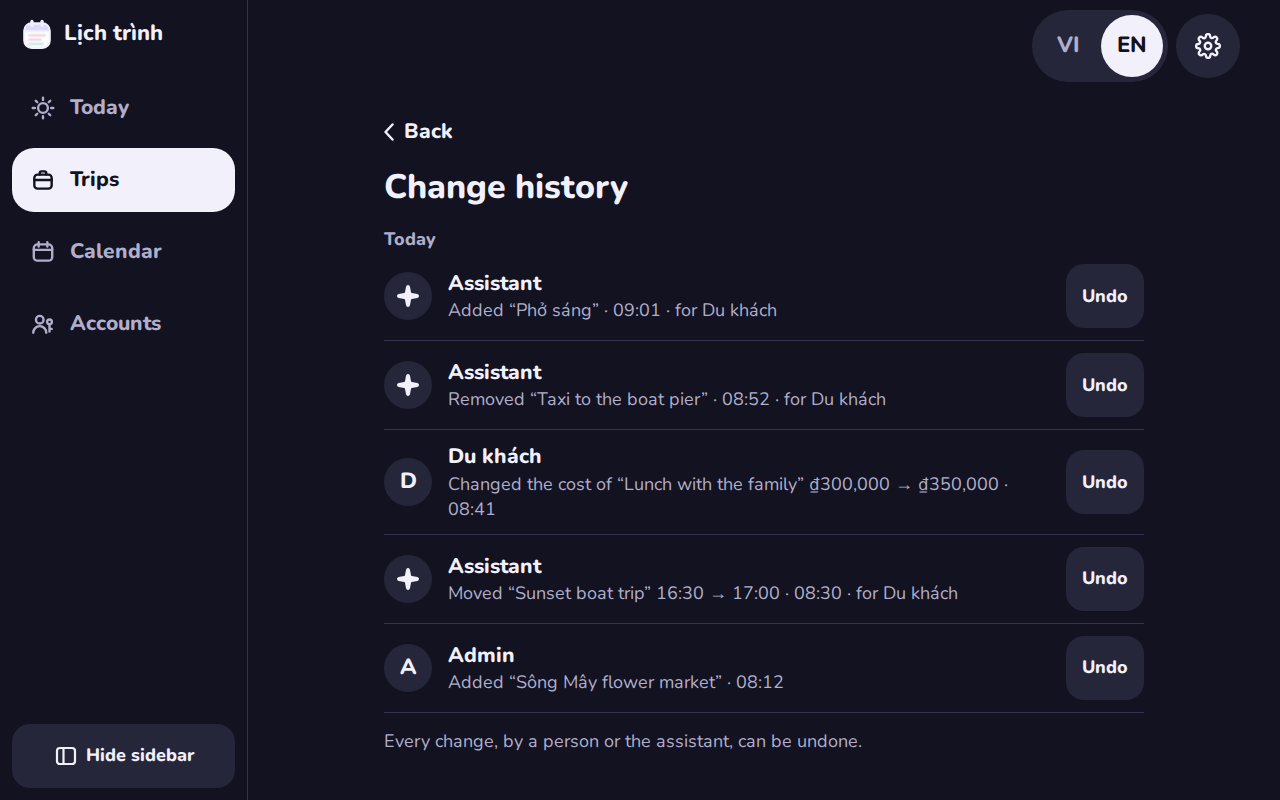 Lịch trình
VI
EN
Today
Trips
Calendar
Accounts
Hide sidebar
Back
Change history
Today
Assistant
Added “Phở sáng” · 09:01 · for Du khách
Undo
Assistant
Removed “Taxi to the boat pier” · 08:52 · for Du khách
Undo
D
Du khách
Changed the cost of “Lunch with the family” ₫300,000 → ₫350,000 ·
08:41
Undo
Assistant
Moved “Sunset boat trip” 16:30 → 17:00 · 08:30 · for Du khách
Undo
A
Admin
Added “Sông Mây flower market” · 08:12
Undo
Every change, by a person or the assistant, can be undone.